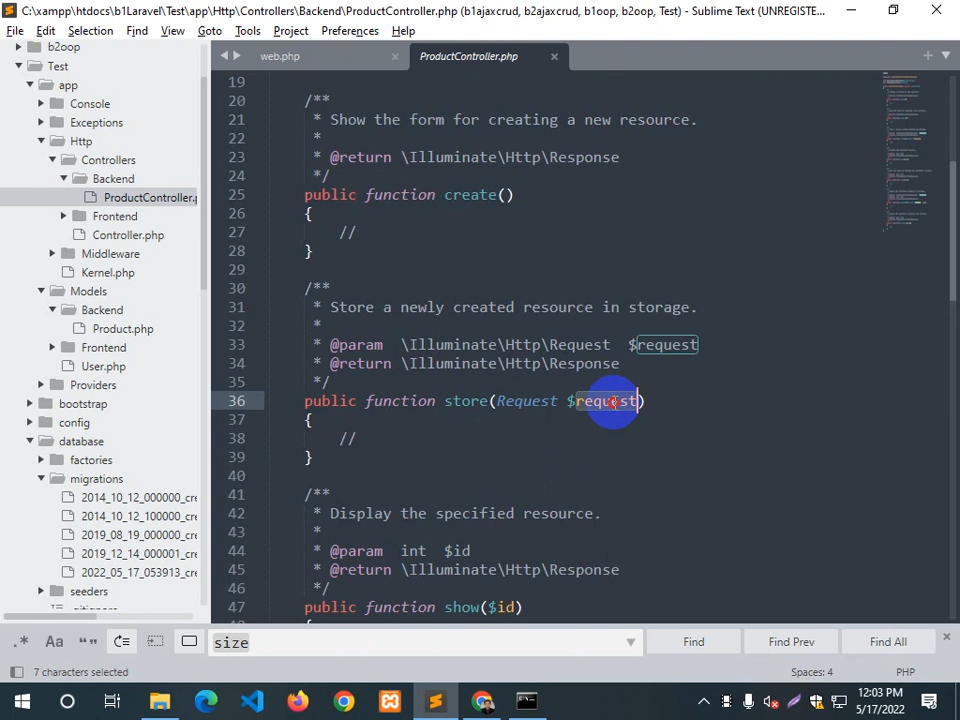 C:\xampp\htdocs\b1Laravel\Test\app\Http\Controllers\Backend\ProductController.php (b1ajaxcrud, b2ajaxcrud, b1oop, b2oop, Test) - Sublime Text (UNREGISTE...
File Edit Selection Find View Goto Tools Project Preferences Help
b2oop
Test
app
Console
Exceptions
Http
Controllers
Backend
ProductController.p
Frontend
Controller.php
Middleware
Kernel.php
Models
Backend
Product.php
Frontend
User.php
Providers
bootstrap
config
database
factories
migrations
2014_10_12_000000_cre
2014_10_12_100000_cre
2019_08_19_000000_cre
2019_12_14_000001_cre
2022_05_17_053913_cre
seeders
.gitignore
web.php
ProductController.php
19
20 /**
21 * Show the form for creating a new resource.
22 *
23 * @return \Illuminate\Http\Response
24 */
25 public function create()
26 {
27 //
28 }
29
30 /**
31 * Store a newly created resource in storage.
32 *
33 * @param \Illuminate\Http\Request $request
34 * @return \Illuminate\Http\Response
35 */
36 public function store(Request $request)
37 {
38 //
39 }
40
41 /**
42 * Display the specified resource.
43 *
44 * @param int $id
45 * @return \Illuminate\Http\Response
46 */
47 public function show($id)
.* Aa “” size Find Find Prev Find All
7 characters selected Spaces: 4 PHP
12:03 PM
5/17/2022